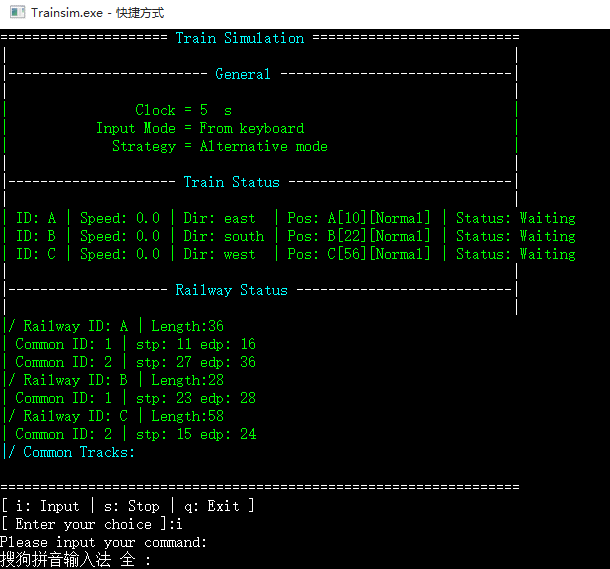 Trainsim.exe - 快捷方式
===================== Train Simulation ==========================
|                                                               |
|------------------------- General -----------------------------|
|                                                               |
|                Clock = 5  s                                   |
|           Input Mode = From keyboard                          |
|             Strategy = Alternative mode                       |
|                                                               |
|---------------------- Train Status ---------------------------|
|                                                               |
| ID: A | Speed: 0.0 | Dir: east  | Pos: A[10][Normal] | Status: Waiting
| ID: B | Speed: 0.0 | Dir: south | Pos: B[22][Normal] | Status: Waiting
| ID: C | Speed: 0.0 | Dir: west  | Pos: C[56][Normal] | Status: Waiting
|                                                               |
|--------------------- Railway Status --------------------------|
|                                                               |
|/ Railway ID: A | Length:36
| Common ID: 1 | stp: 11 edp: 16
| Common ID: 2 | stp: 27 edp: 36
|/ Railway ID: B | Length:28
| Common ID: 1 | stp: 23 edp: 28
|/ Railway ID: C | Length:58
| Common ID: 2 | stp: 15 edp: 24
|/ Common Tracks:
=================================================================
[ i: Input | s: Stop | q: Exit ]
[ Enter your choice ]:i
Please input your command:
搜狗拼音输入法 全 :